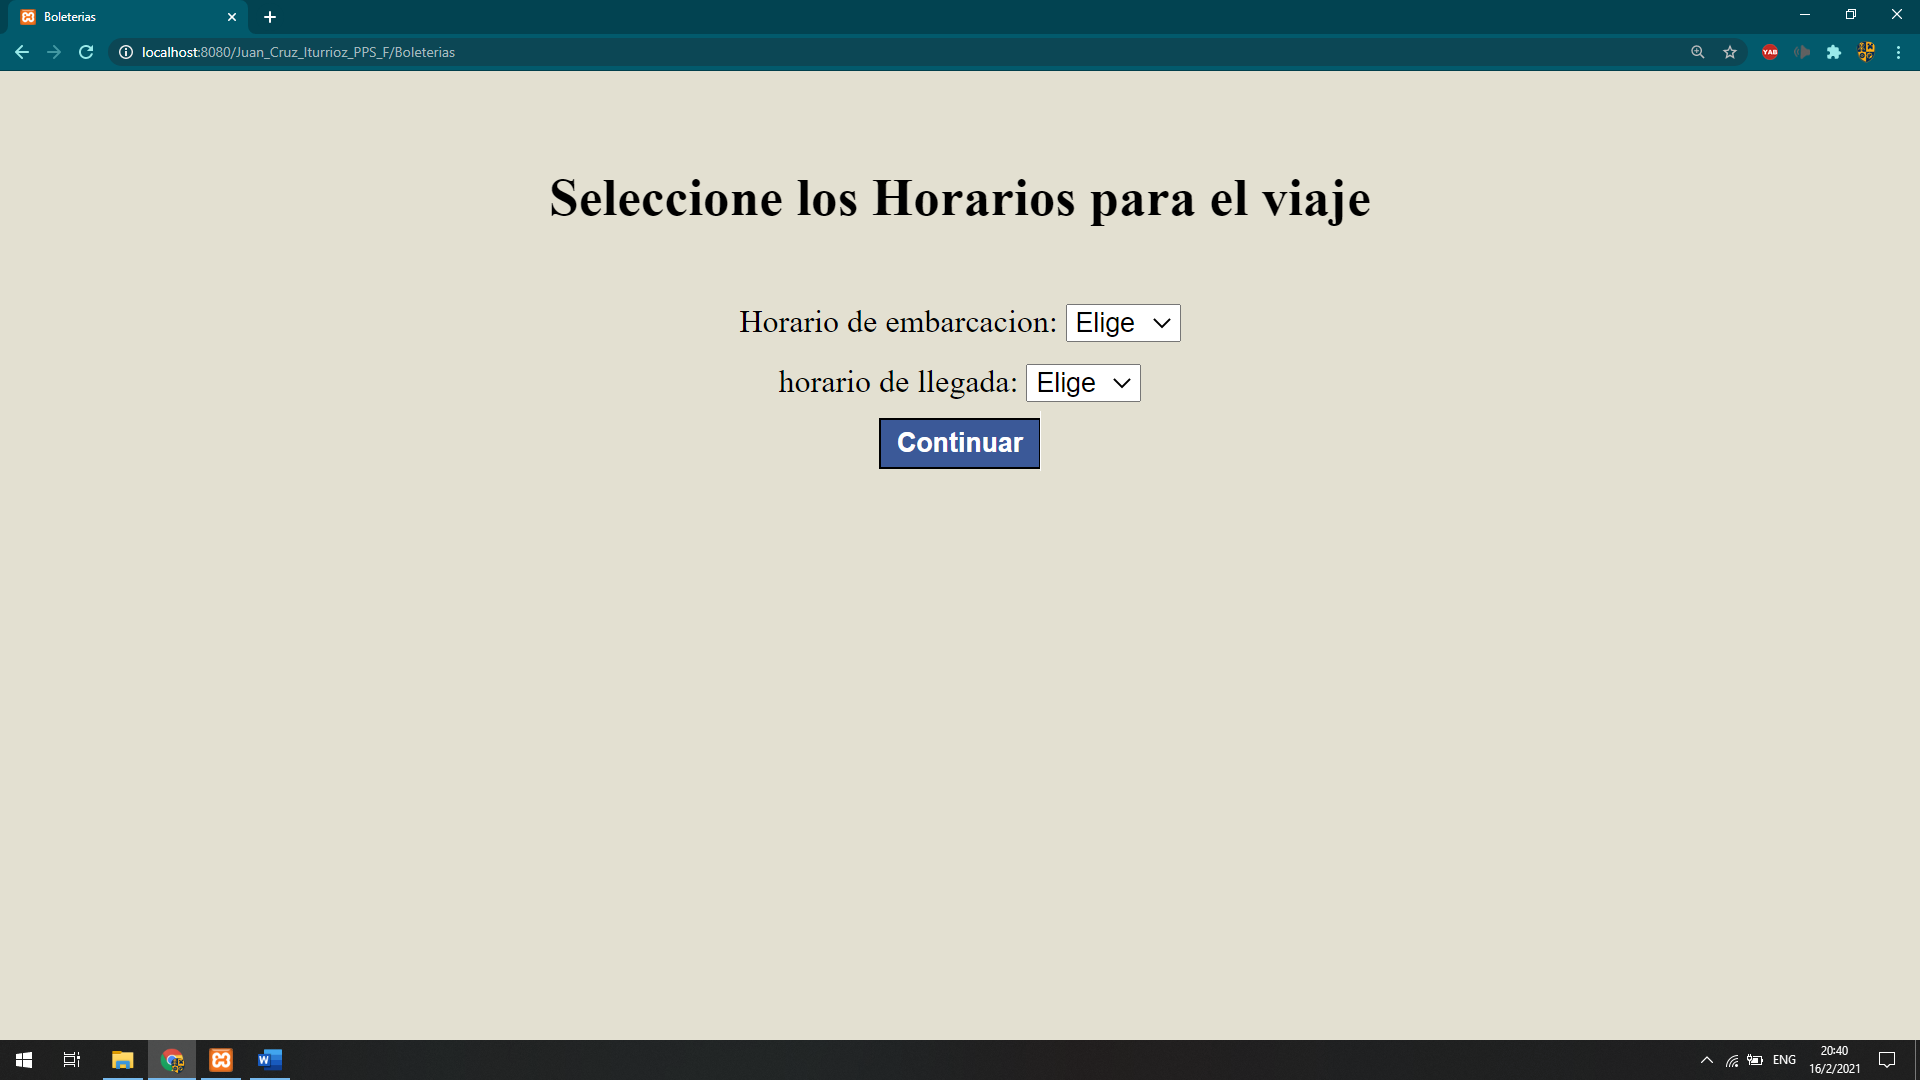 Boleterias
localhost:8080/Juan_Cruz_Iturrioz_PPS_F/Boleterias
YAB
Seleccione los Horarios para el viaje
Horario de embarcacion: Elige
horario de llegada: Elige
Continuar
W
ENG
20:40
16/2/2021